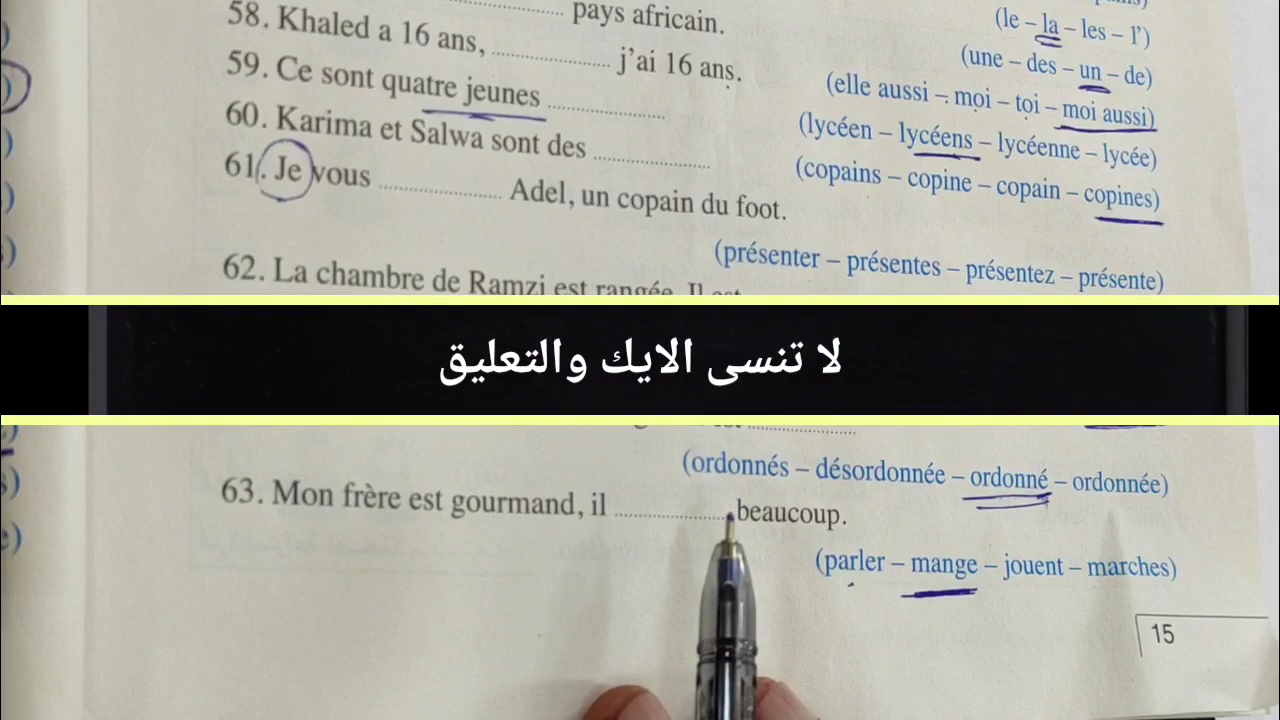 pays africain.
(le – la – les – l')
58. Khaled a 16 ans, .................... j'ai 16 ans.
(une – des – un – de)
59. Ce sont quatre jeunes ....................
(elle aussi – moi – toi – moi aussi)
60. Karima et Salwa sont des ....................
(lycéen – lycéens – lycéenne – lycée)
61. Je vous .................... Adel, un copain du foot.
(copains – copine – copain – copines)
(présenter – présentes – présentez – présente)
62. La chambre de Ramzi est rangée. Il est
لا تنسى الايك والتعليق
(ordonnés – désordonnée – ordonné – ordonnée)
63. Mon frère est gourmand, il .................... beaucoup.
(parler – mange – jouent – marches)
15